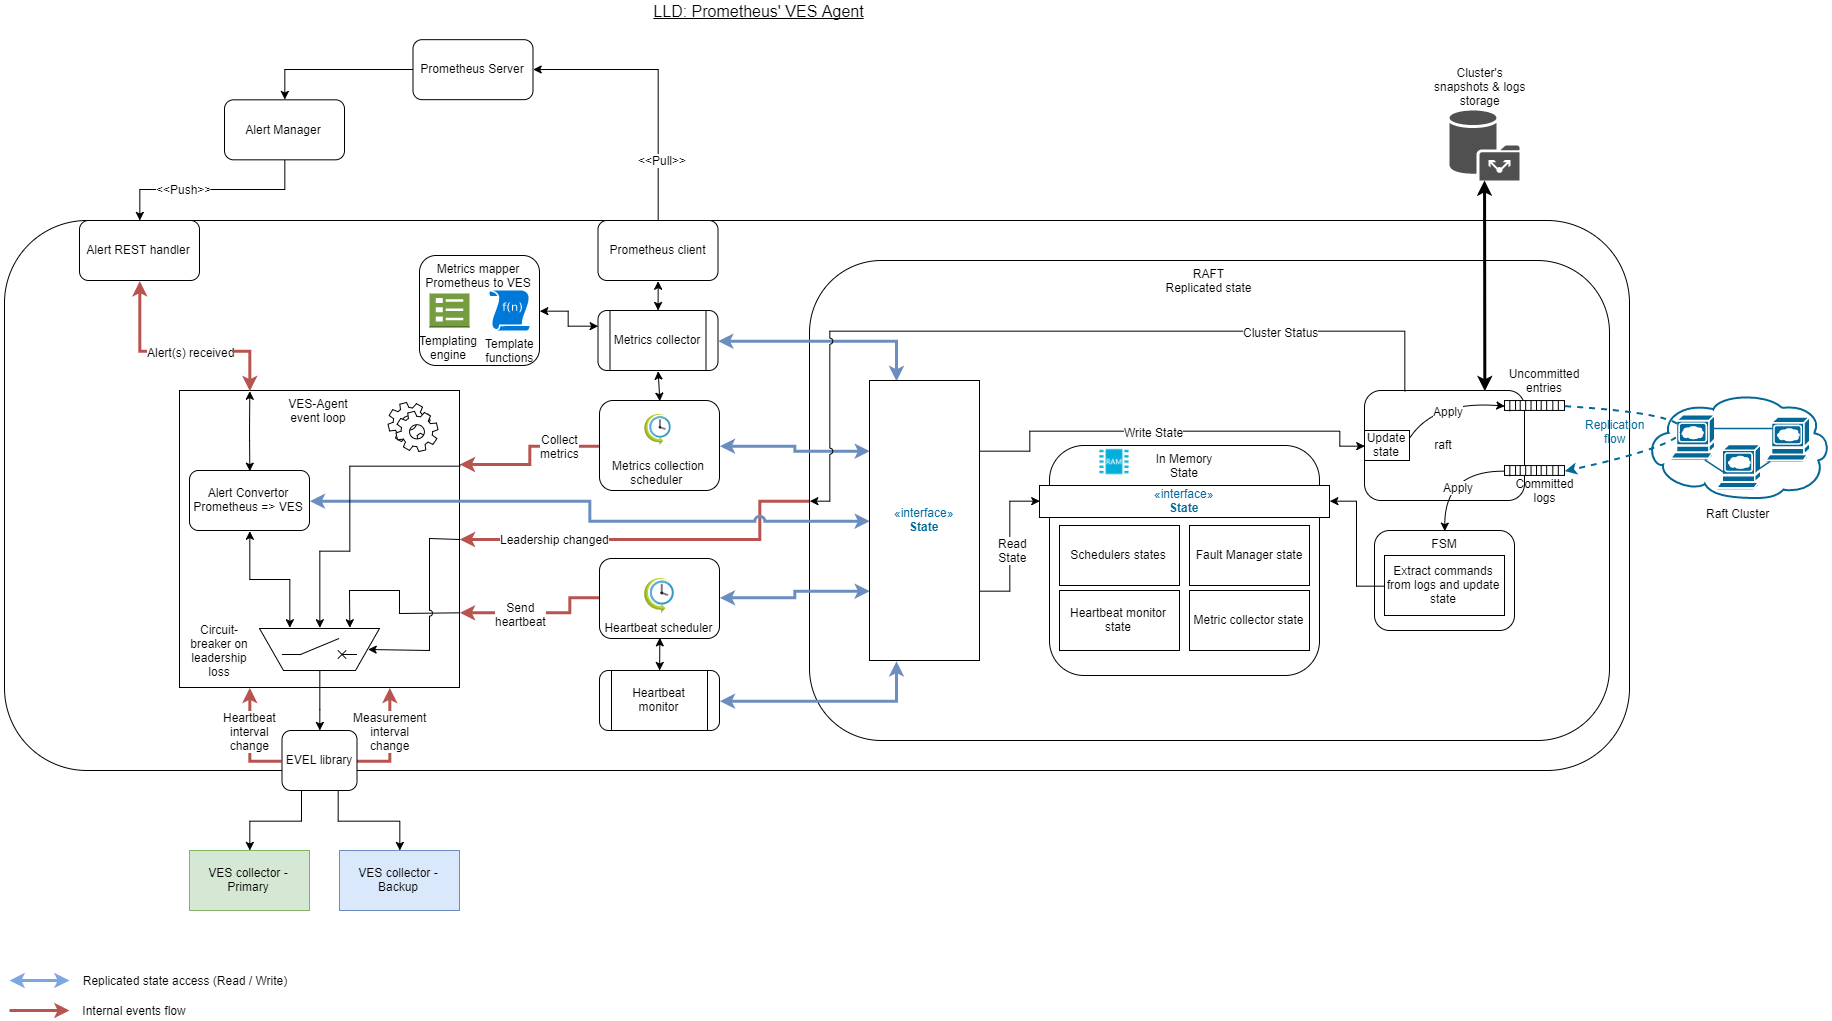 LLD: Prometheus' VES Agent
Prometheus Server
Cluster's
snapshots & logs
storage
Alert Manager
<<Pull>>
<<Push>>
Alert REST handler
Prometheus client
Metrics mapper
Prometheus to VES
f(n)
Templating
engine
Template
functions
Metrics collector
RAFT
Replicated state
Cluster Status
Alert(s) received
VES-Agent
event loop
Collect
metrics
Metrics collection
scheduler
Alert Convertor
Prometheus => VES
Leadership changed
Send
heartbeat
Heartbeat scheduler
Heartbeat
monitor
Circuit-
breaker on
leadership
loss
Heartbeat
interval
change
Measurement
interval
change
EVEL library
VES collector -
Primary
VES collector -
Backup
«interface»
State
Write State
Read
State
RAM
In Memory
State
«interface»
State
Schedulers states
Fault Manager state
Heartbeat monitor
state
Metric collector state
Update
state
Apply
raft
Apply
Uncommitted
entries
Committed
logs
Replication
flow
Raft Cluster
FSM
Extract commands
from logs and update
state
Replicated state access (Read / Write)
Internal events flow